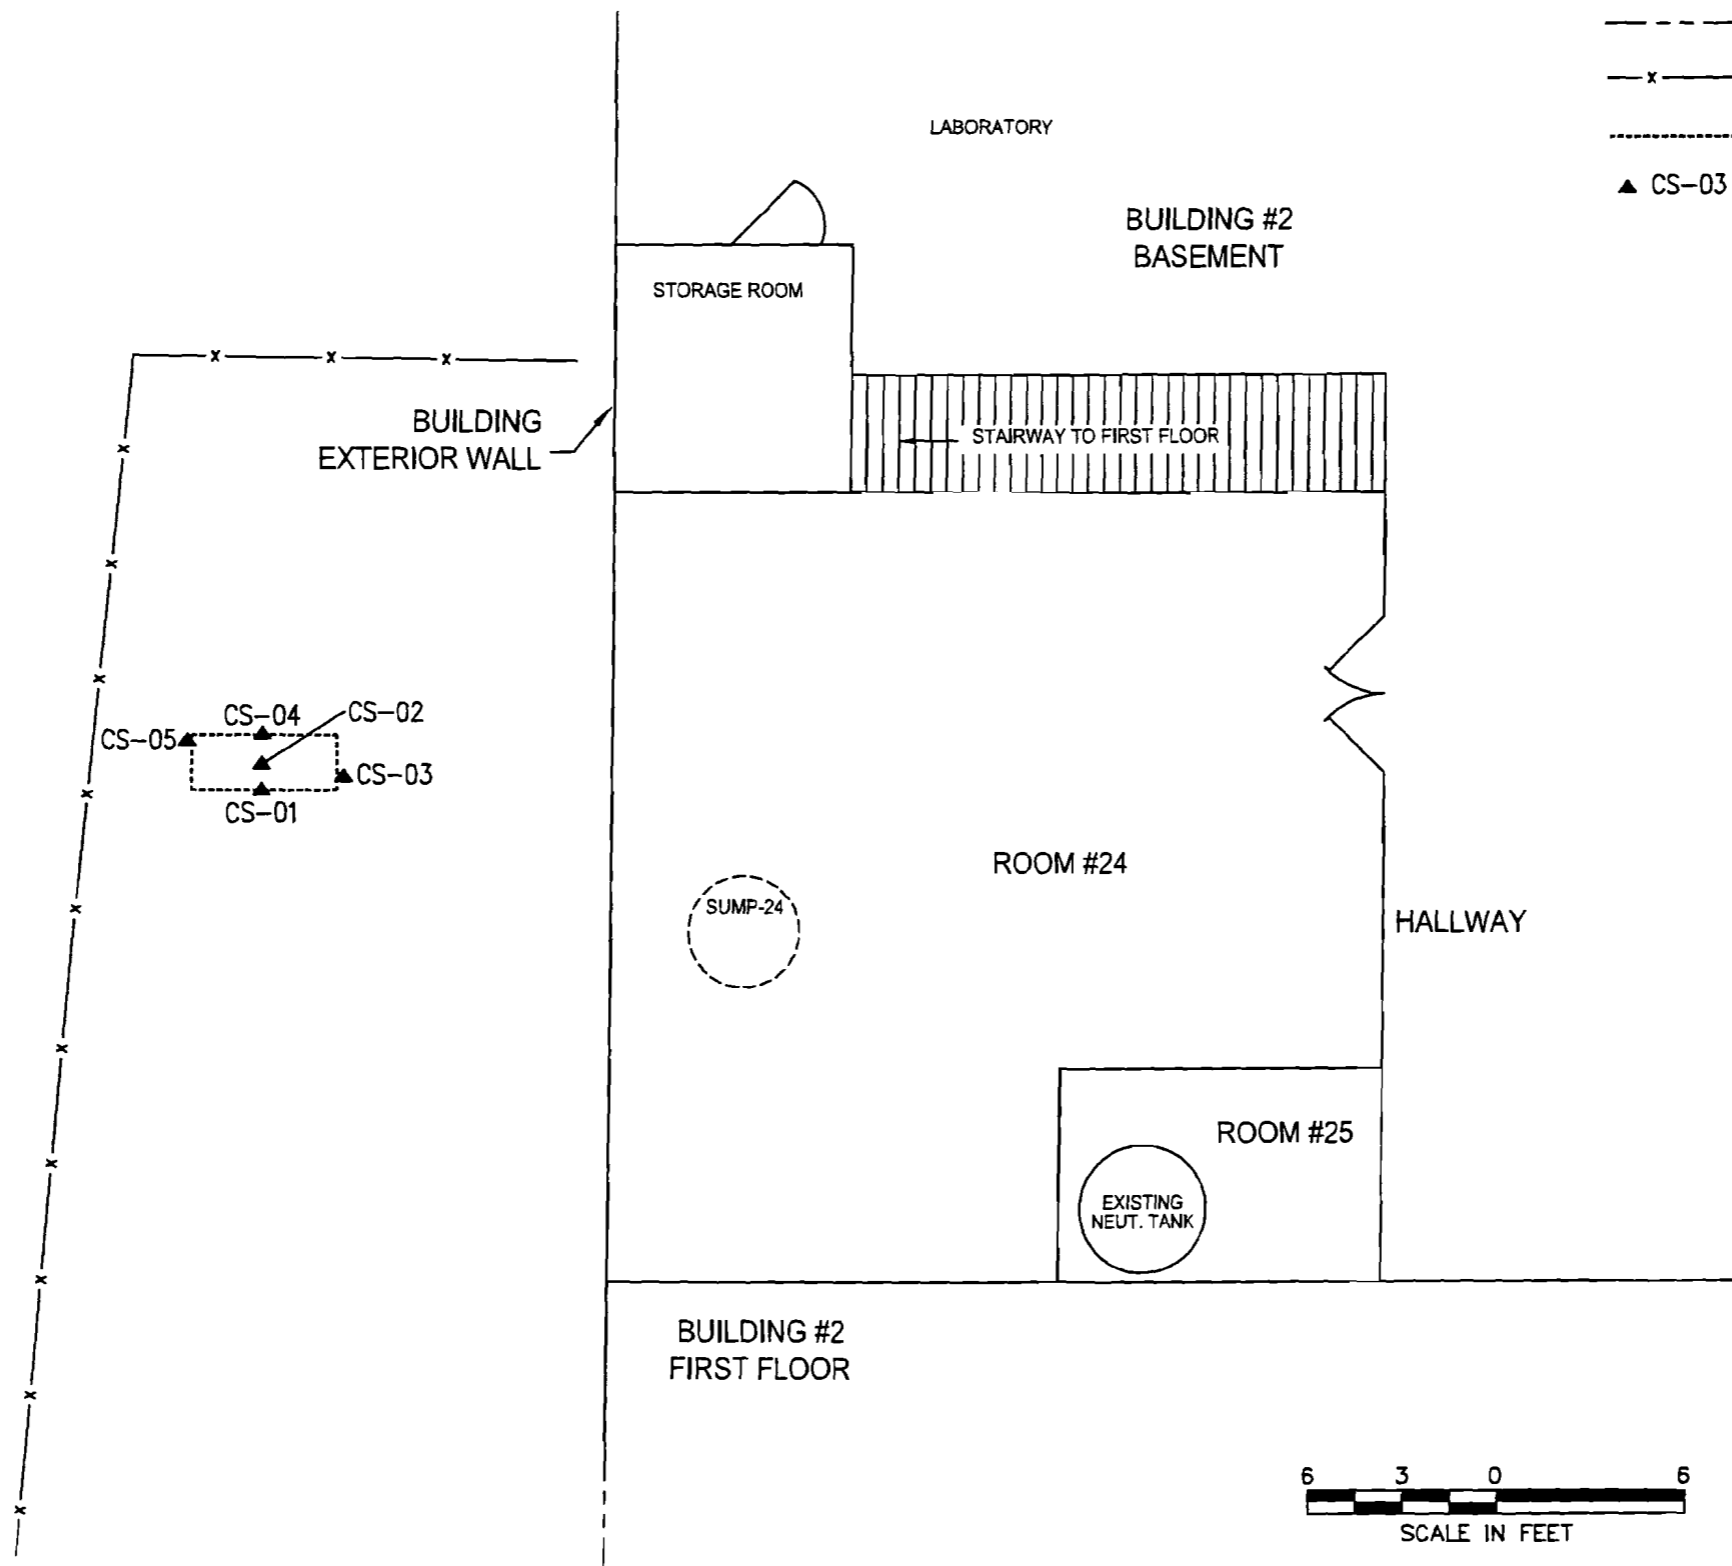 LABORATORY
▲ CS-03
BUILDING #2
BASEMENT
STORAGE ROOM
x x x
BUILDING
EXTERIOR WALL
STAIRWAY TO FIRST FLOOR
CS-04
CS-02
CS-05
CS-03
CS-01
ROOM #24
SUMP-24
HALLWAY
ROOM #25
EXISTING
NEUT. TANK
BUILDING #2
FIRST FLOOR
6 3 0 6
SCALE IN FEET